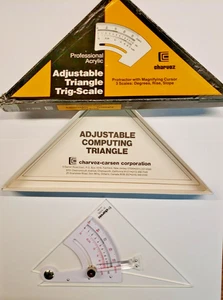 Professional
Acrylic
Adjustable
Triangle
Trig-Scale
charvoz
Protractor with Magnifying Cursor
3 Scales: Degrees, Rise, Slope
ADJUSTABLE
COMPUTING
TRIANGLE
charvoz-carsen corporation